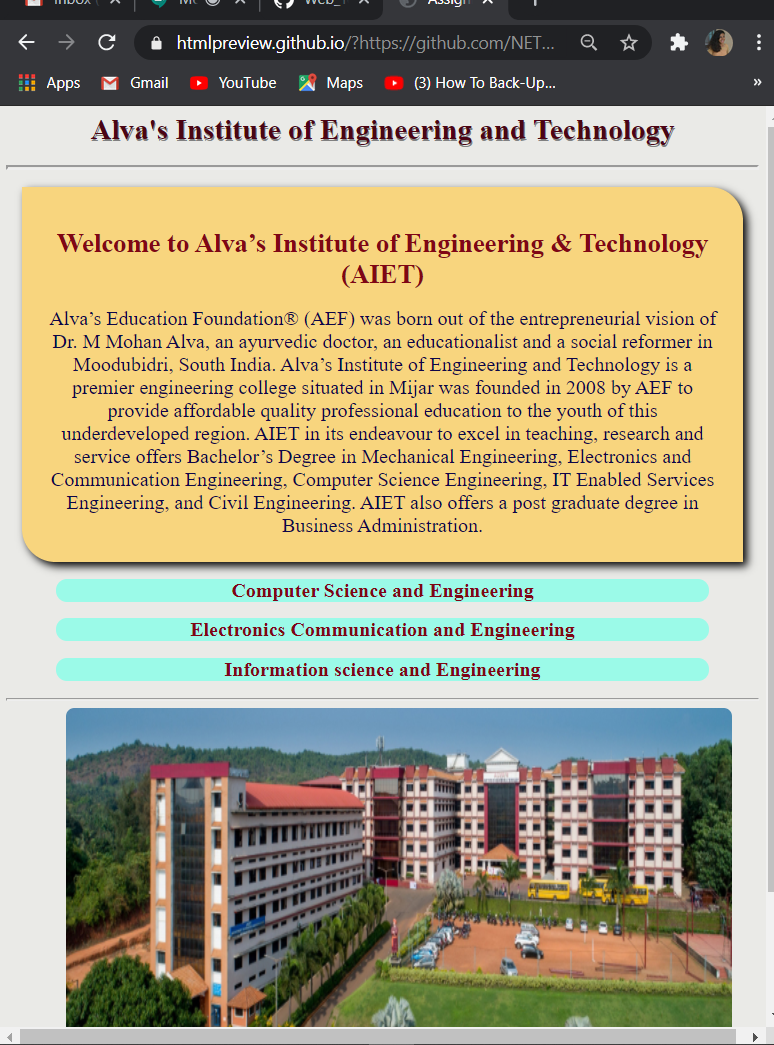 Inbox
Me
Web_
Assign
htmlpreview.github.io/?https://github.com/NET...
Apps
Gmail
YouTube
Maps
(3) How To Back-Up...
»
Alva's Institute of Engineering and Technology
Welcome to Alva’s Institute of Engineering & Technology
(AIET)
Alva’s Education Foundation® (AEF) was born out of the entrepreneurial vision of
Dr. M Mohan Alva, an ayurvedic doctor, an educationalist and a social reformer in
Moodubidri, South India. Alva’s Institute of Engineering and Technology is a
premier engineering college situated in Mijar was founded in 2008 by AEF to
provide affordable quality professional education to the youth of this
underdeveloped region. AIET in its endeavour to excel in teaching, research and
service offers Bachelor’s Degree in Mechanical Engineering, Electronics and
Communication Engineering, Computer Science Engineering, IT Enabled Services
Engineering, and Civil Engineering. AIET also offers a post graduate degree in
Business Administration.
Computer Science and Engineering
Electronics Communication and Engineering
Information science and Engineering